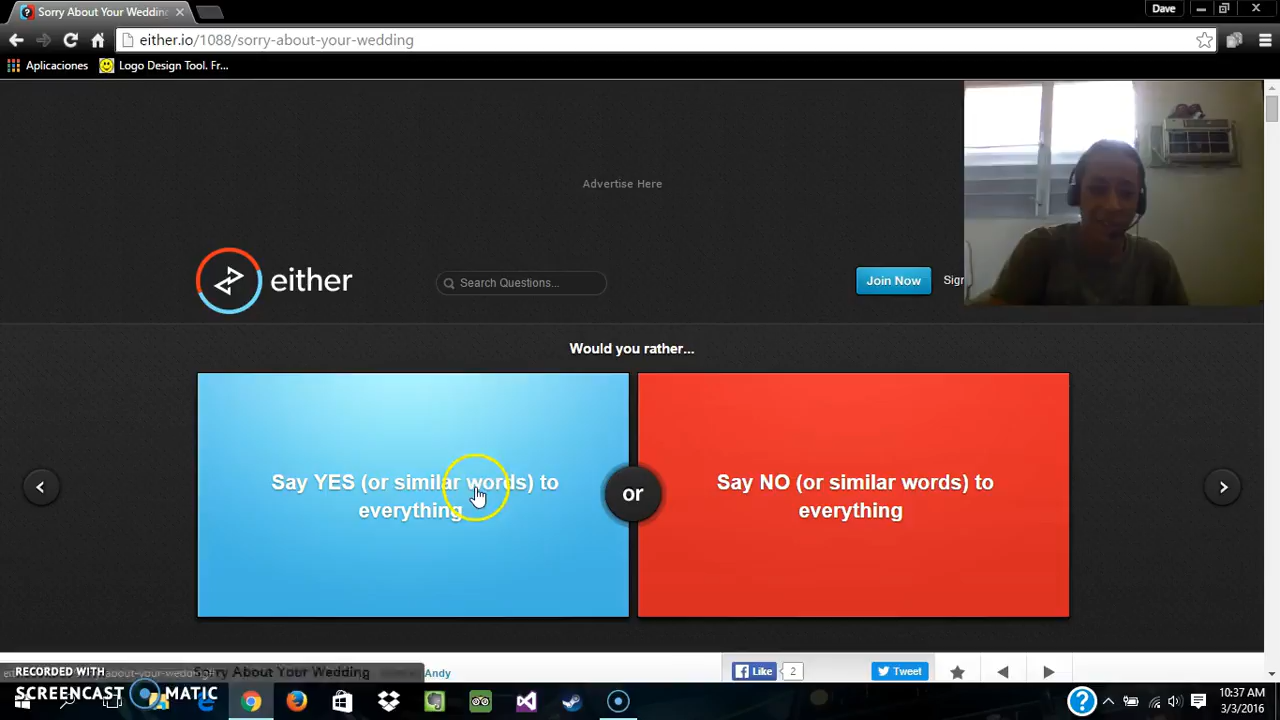 Sorry About Your Wedding
Dave
either.io/1088/sorry-about-your-wedding
Aplicaciones
Logo Design Tool. Fr...
Advertise Here
either
Search Questions...
Join Now
Sign
Would you rather...
Say YES (or similar words) to
everything
or
Say NO (or similar words) to
everything
Sorry About Your Wedding
Andy
Like
2
Tweet
RECORDED WITH
SCREENCAST MATIC
10:37 AM
3/3/2016